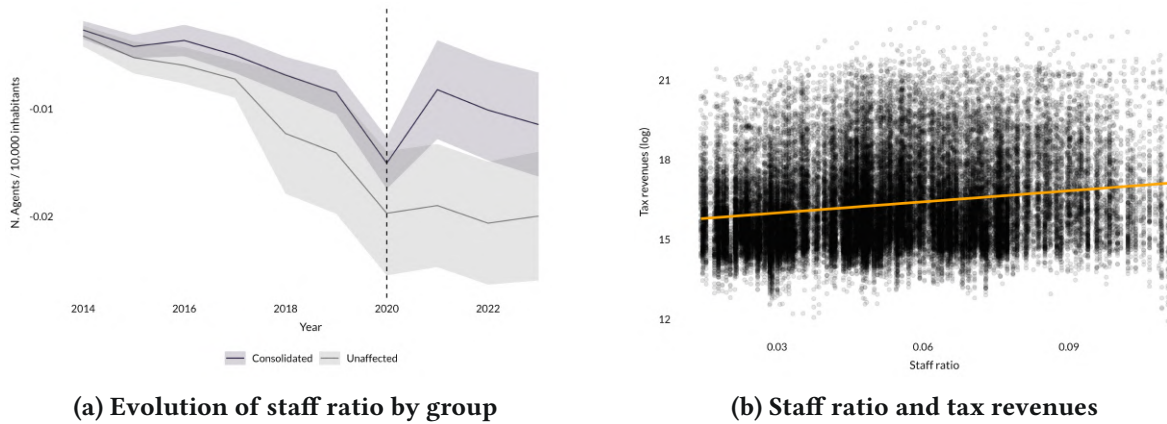 N. Agents / 10,000 inhabitants
-0.01
-0.02
2014
2016
2018
2020
2022
Year
Consolidated
Unaffected
(a) Evolution of staff ratio by group
Tax revenues (log)
21
18
15
12
0.03
0.06
0.09
Staff ratio
(b) Staff ratio and tax revenues